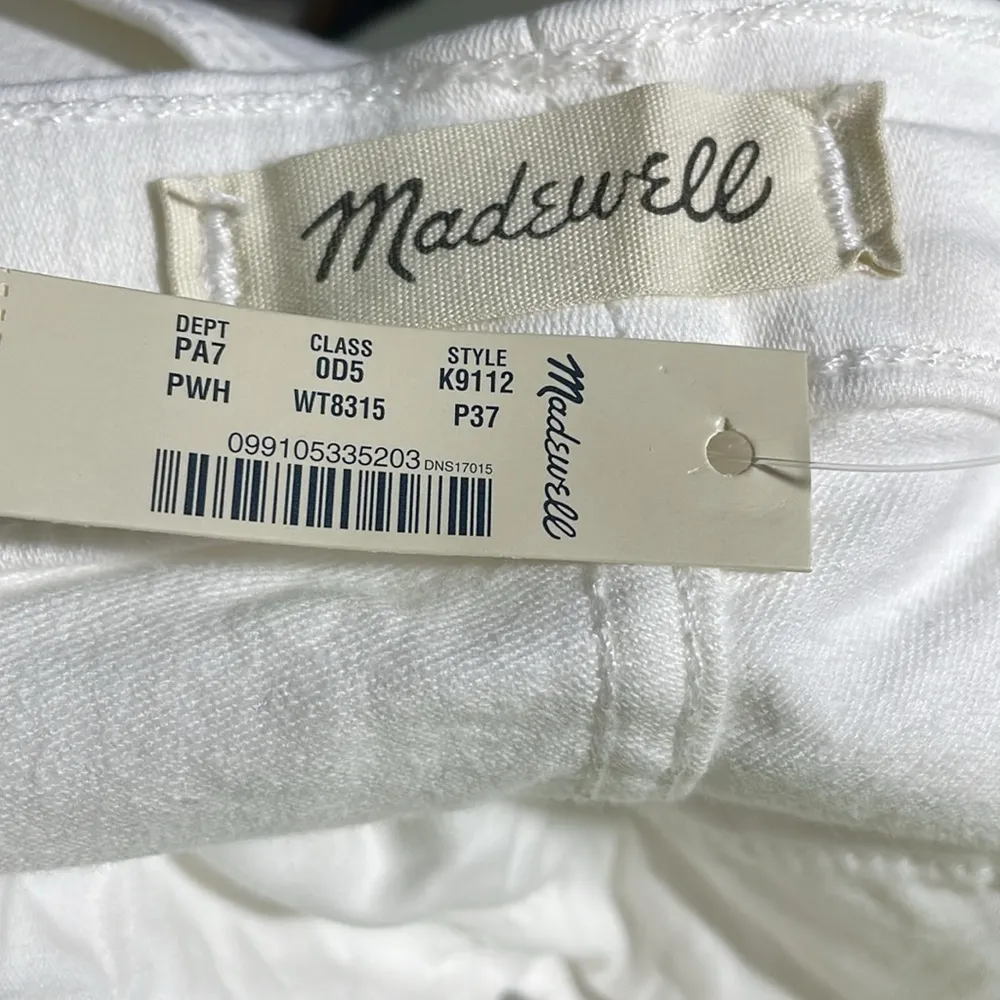 Madewell
DEPT CLASS STYLE
PA7 0D5 K9112
PWH WT8315 P37
099105335203 DNS17015
Madewell